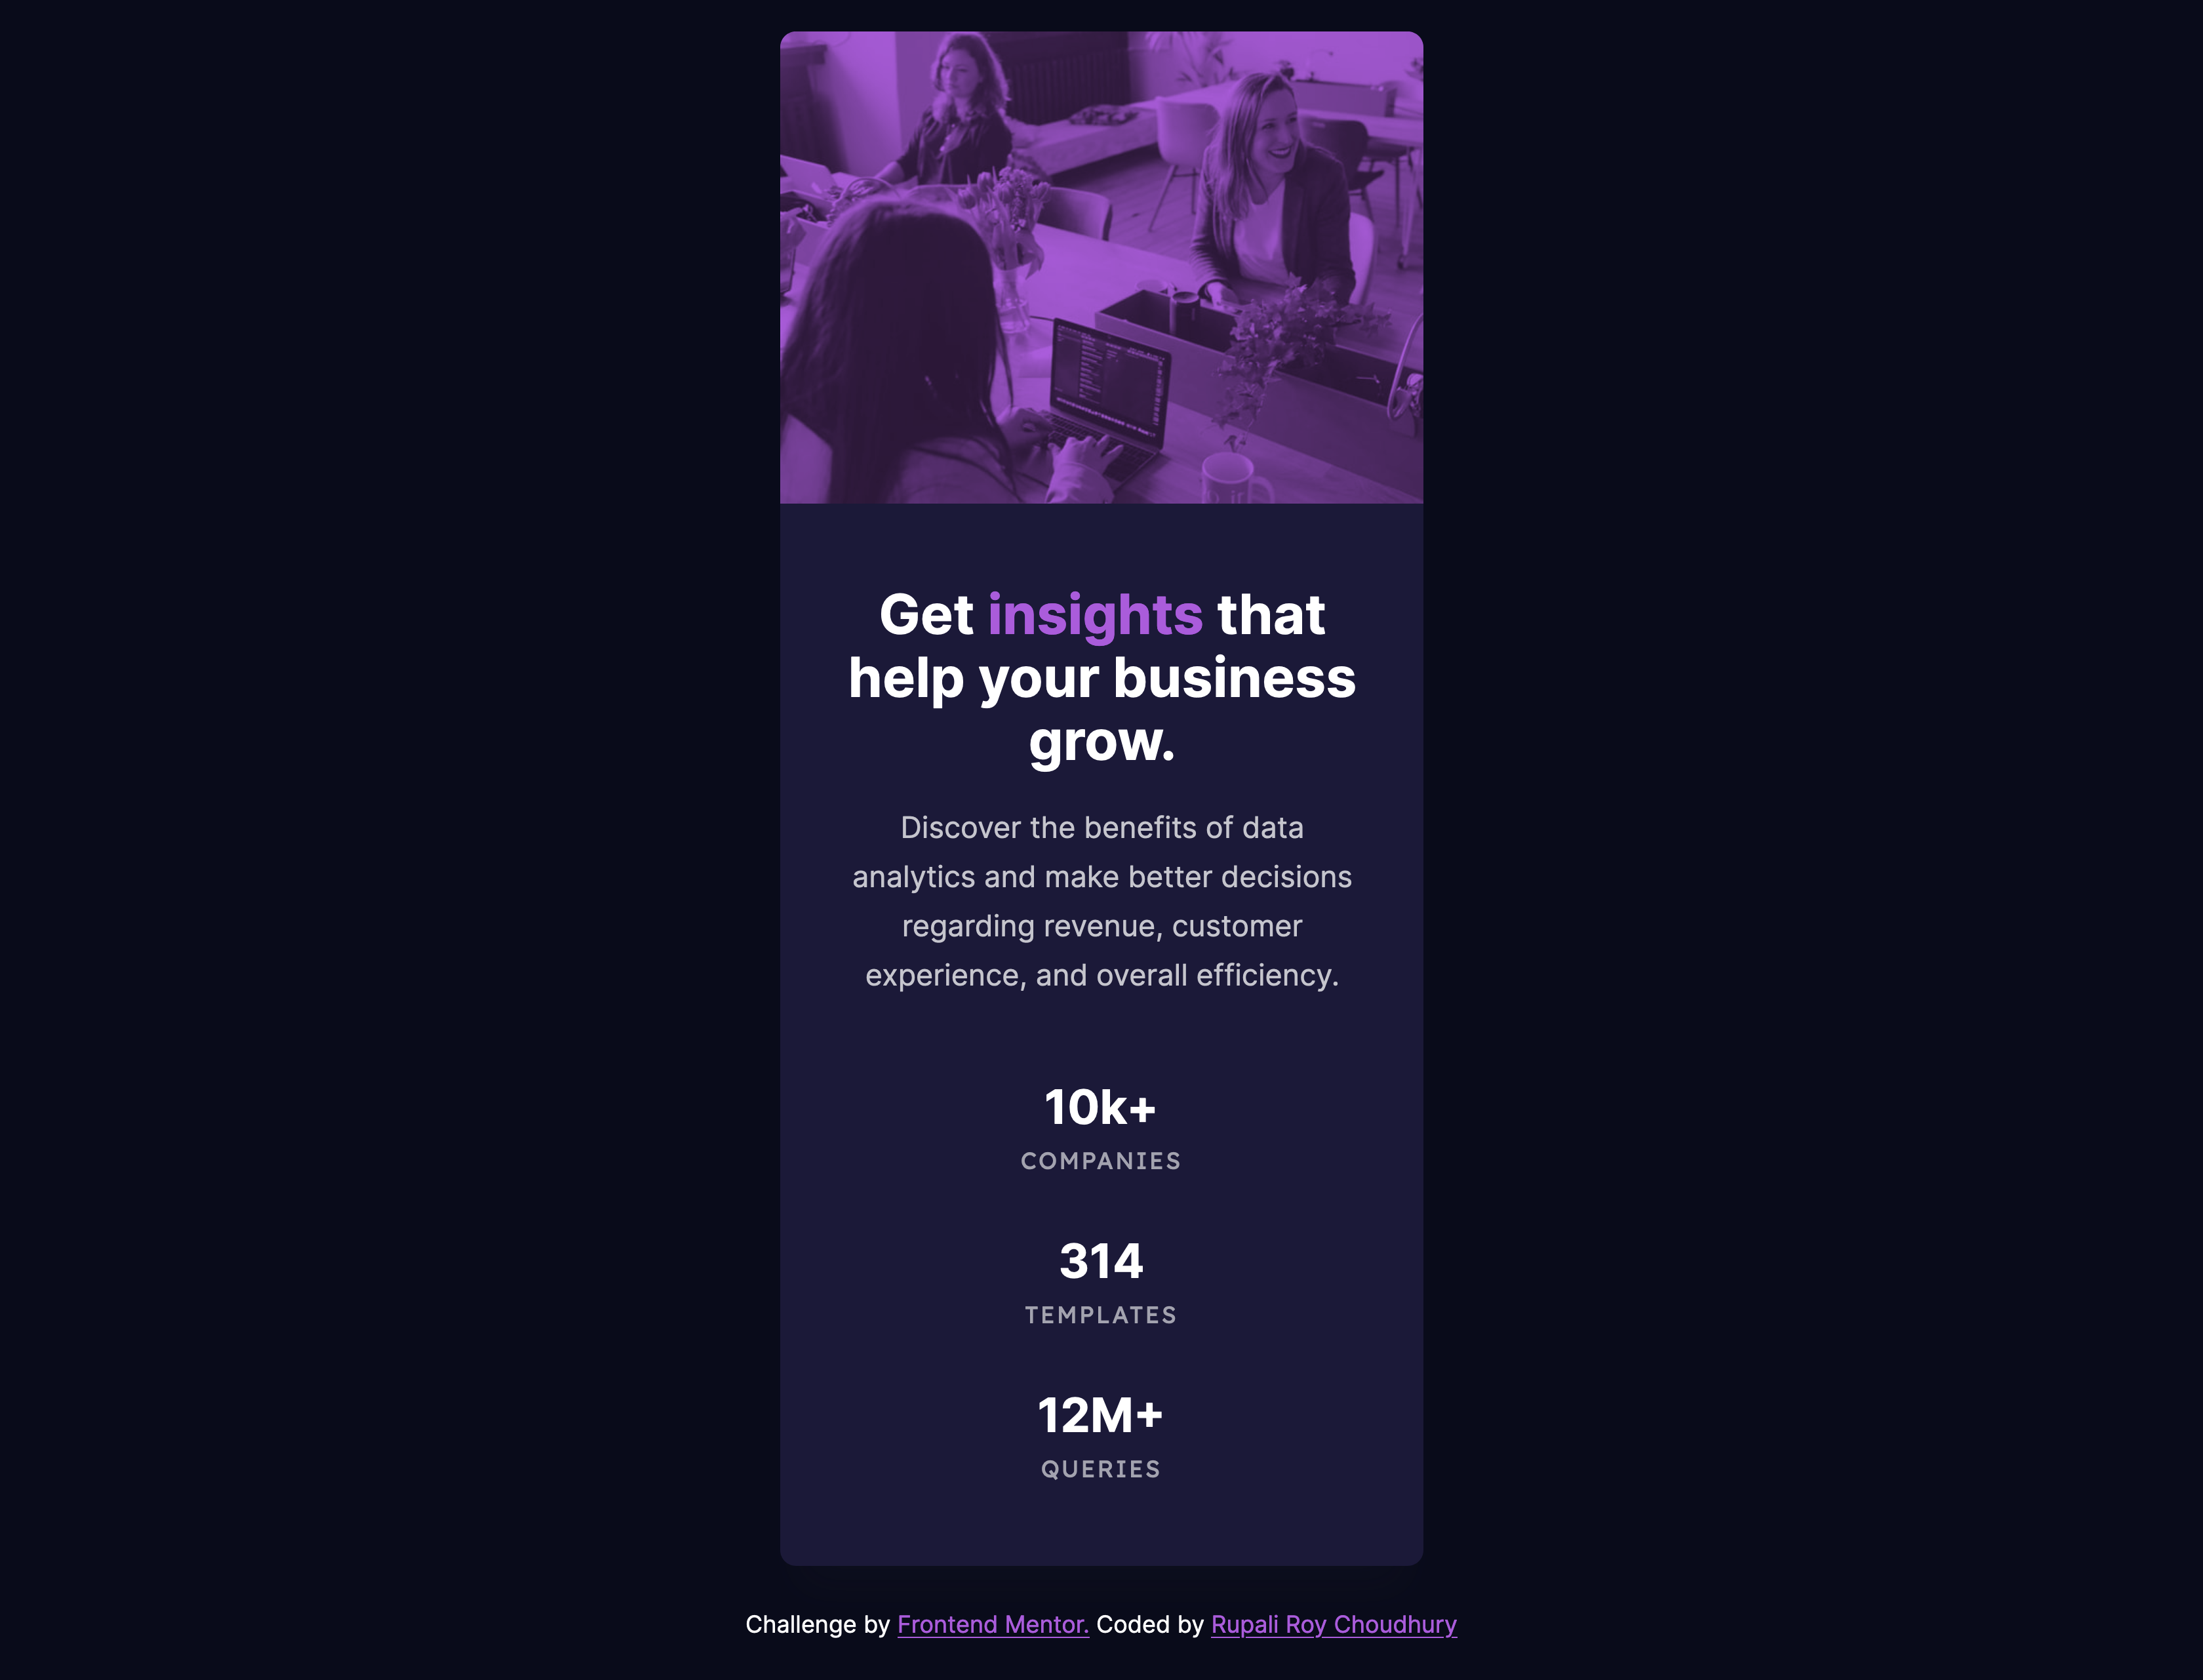 Get insights that
help your business
grow.
Discover the benefits of data
analytics and make better decisions
regarding revenue, customer
experience, and overall efficiency.
10k+
COMPANIES
314
TEMPLATES
12M+
QUERIES
Challenge by Frontend Mentor. Coded by Rupali Roy Choudhury